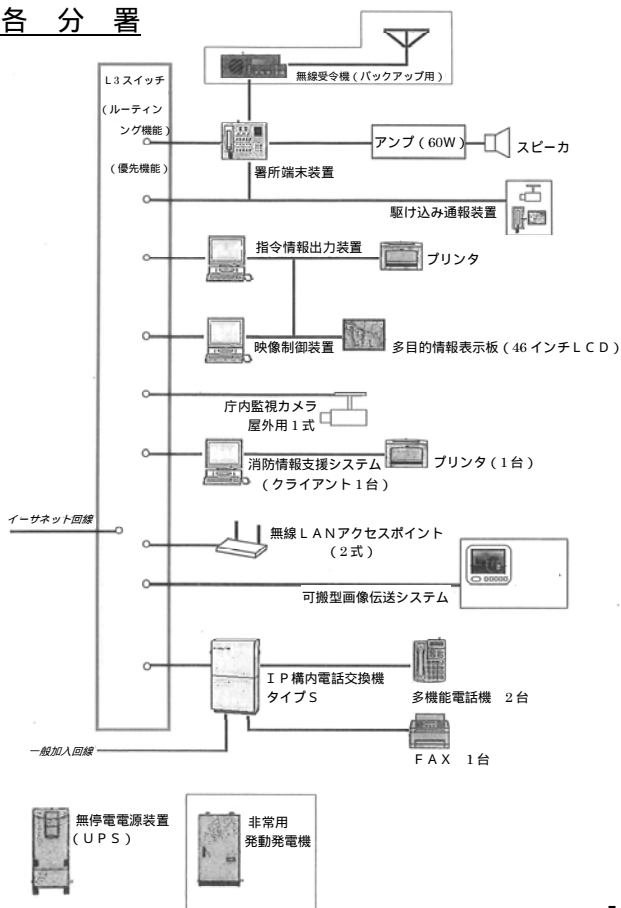 各 分 署
無線受令機(バックアップ用)
L3スイッチ
(ルーティン
ング機能)
(優先機能)
アンプ(60W)
スピーカ
署所端末装置
駆け込み通報装置
指令情報出力装置
プリンタ
映像制御装置
多目的情報表示板(46インチLCD)
庁内監視カメラ
屋外用1式
消防情報支援システム
(クライアント1台)
プリンタ(1台)
イーサネット回線
無線LANアクセスポイント
(2式)
可搬型画像伝送システム
IP構内電話交換機
タイプS
多機能電話機 2台
一般加入回線
FAX 1台
無停電電源装置
(UPS)
非常用
発動発電機